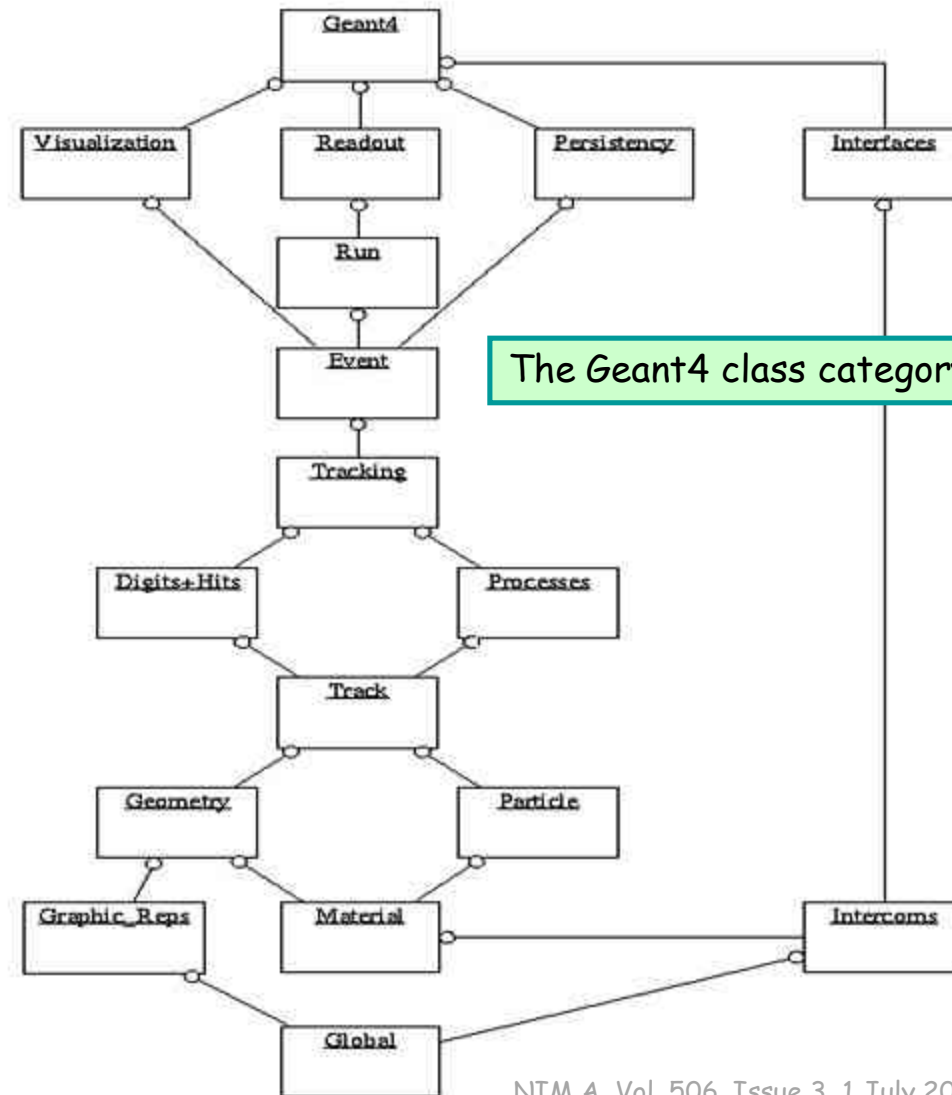 Geant4
Visualization
Readout
Persistency
Interfaces
Run
Event
The Geant4 class categor
Tracking
Digits+Hits
Processes
Track
Geometry
Particle
Graphic_Reps
Material
Intercoms
Global
NIM A, Vol. 506, Issue 3, 1 July 20